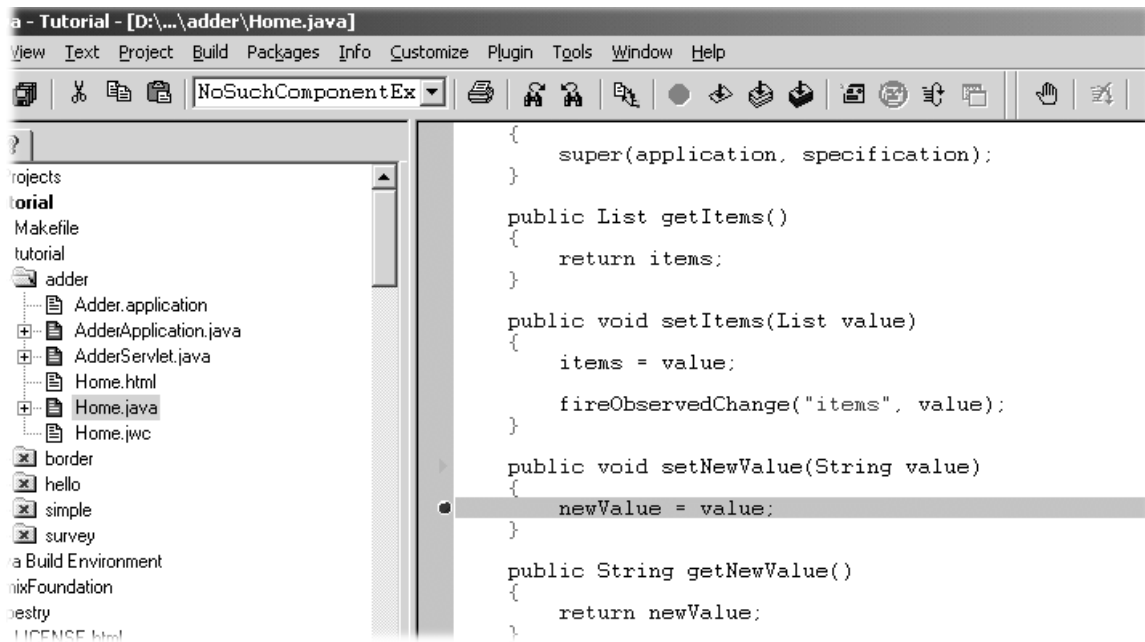 a - Tutorial - [D:\...\adder\Home.java]
View Text Project Build Packages Info Customize Plugin Tools Window Help
NoSuchComponentEx
?
rojects
torial
Makefile
tutorial
adder
Adder.application
AdderApplication.java
AdderServlet.java
Home.html
Home.java
Home.jwc
border
hello
simple
survey
va Build Environment
nixFoundation
pestry
LICENSE.html
{
super(application, specification);
}
public List getItems()
{
return items;
}
public void setItems(List value)
{
items = value;
fireObservedChange("items", value);
}
public void setNewValue(String value)
{
newValue = value;
}
public String getNewValue()
{
return newValue;
}